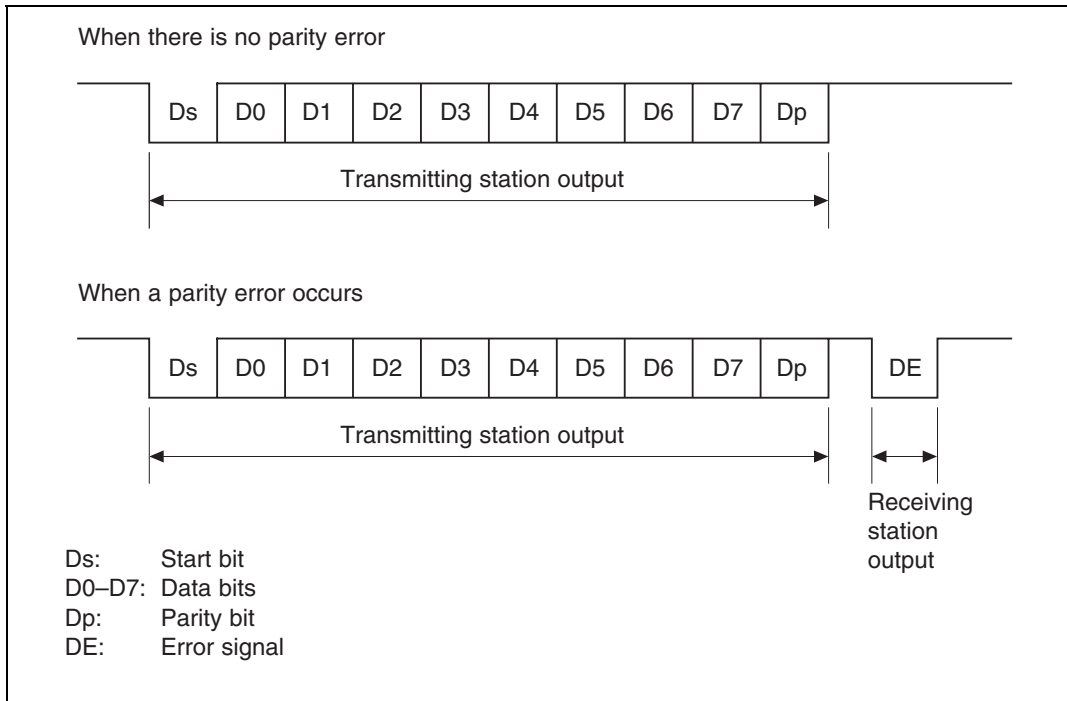 When there is no parity error
Ds D0 D1 D2 D3 D4 D5 D6 D7 Dp
Transmitting station output
When a parity error occurs
Ds D0 D1 D2 D3 D4 D5 D6 D7 Dp DE
Transmitting station output
Receiving
station
output
Ds: Start bit
D0–D7: Data bits
Dp: Parity bit
DE: Error signal